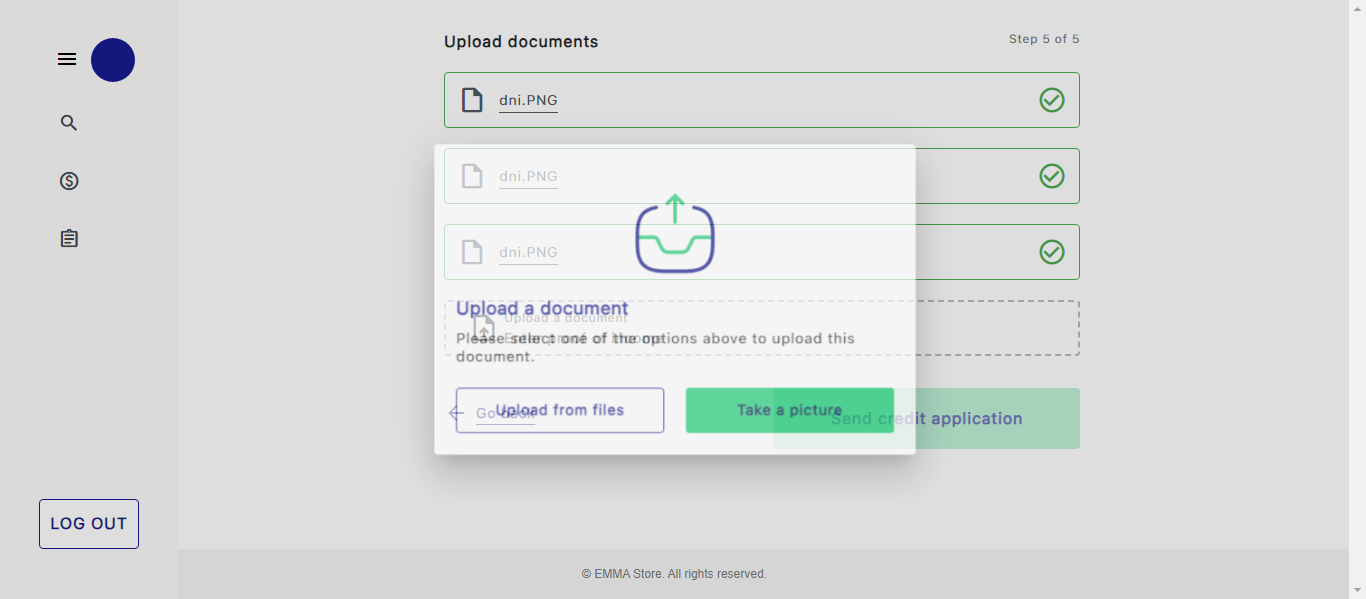 Upload documents
Step 5 of 5
dni.PNG
dni.PNG
dni.PNG
Upload a document
Upload a document
Please select one of the options above to upload this
document.
Go back
Upload from files
Take a picture
Send credit application
LOG OUT
© EMMA Store. All rights reserved.